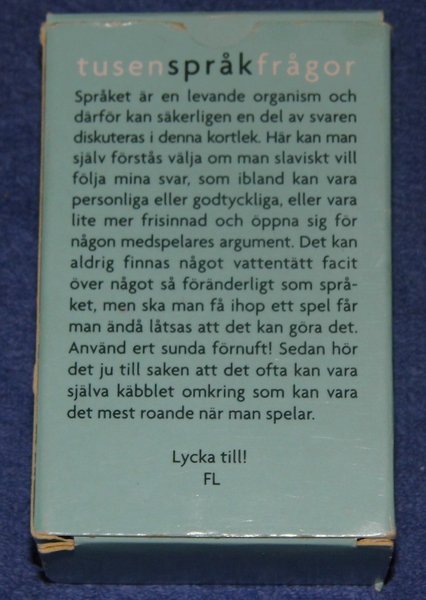 tusenspråkfrågor
Språket är en levande organism och
därför kan säkerligen en del av svaren
diskuteras i denna kortlek. Här kan man
själv förstås välja om man slaviskt vill
följa mina svar, som ibland kan vara
personliga eller godtyckliga, eller vara
lite mer frisinnad och öppna sig för
någon medspelares argument. Det kan
aldrig finnas något vattentätt facit
över något så föränderligt som språ-
ket, men ska man få ihop ett spel får
man ändå låtsas att det kan göra det.
Använd ert sunda förnuft! Sedan hör
det ju till saken att det ofta kan vara
själva käbblet omkring som kan vara
det mest roande när man spelar.
Lycka till!
FL